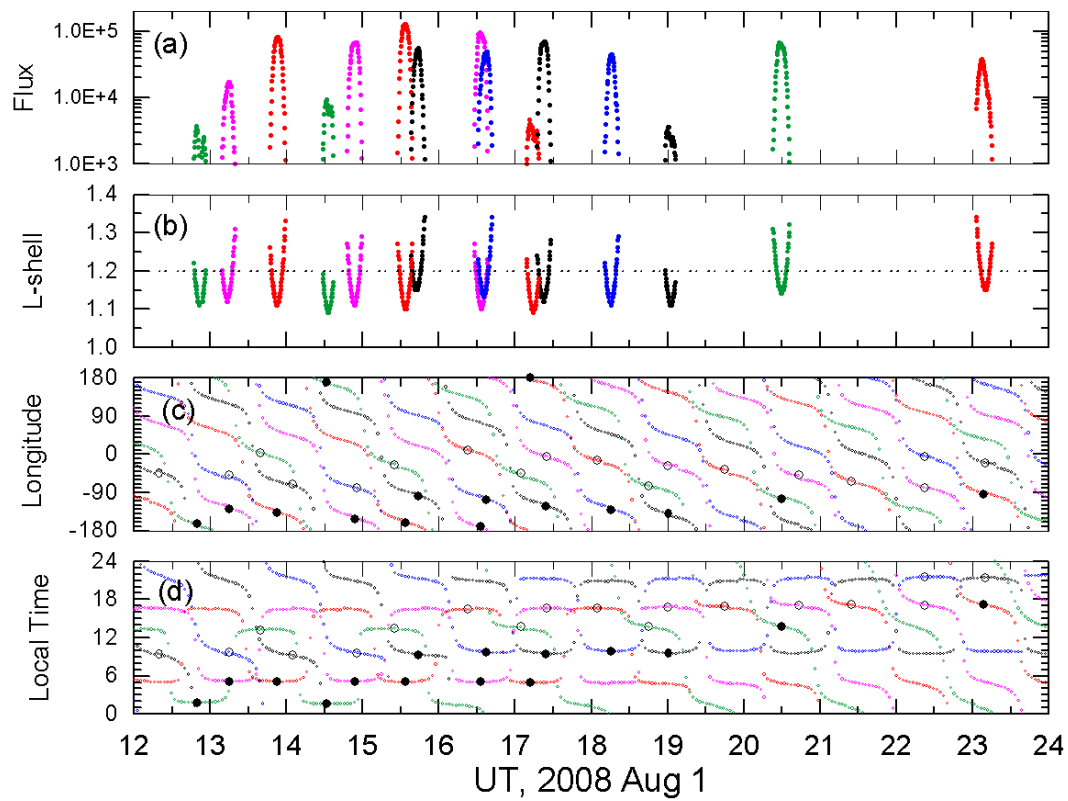 (a)
Flux
1.0E+5
1.0E+4
1.0E+3
(b)
L-shell
1.4
1.3
1.2
1.1
1.0
(c)
Longitude
180
90
0
-90
-180
(d)
Local Time
24
18
12
6
0
12 13 14 15 16 17 18 19 20 21 22 23 24
UT, 2008 Aug 1